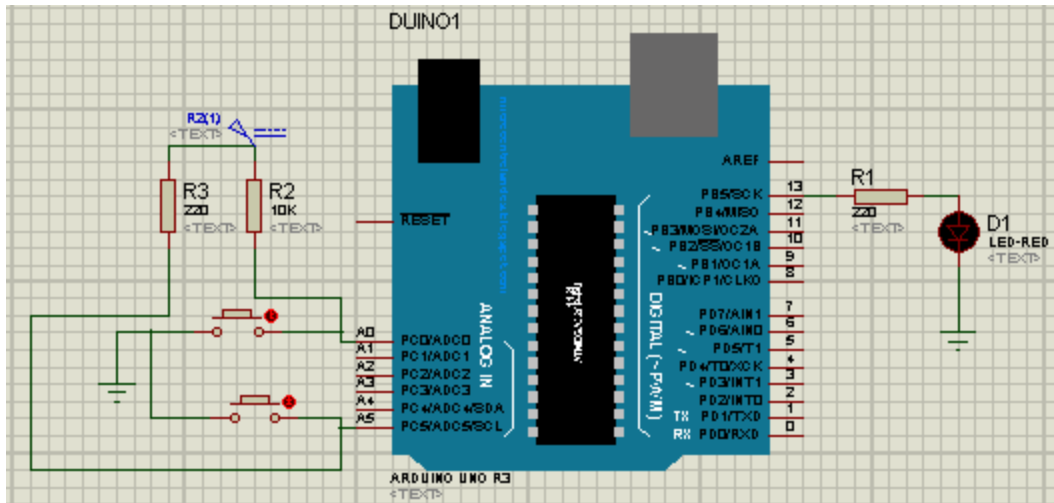 DUINO1
R2(1)
<TEXT>
R3
220
<TEXT>
R2
10K
<TEXT>
RESET
A0
A1
A2
A3
A4
A5
PC0/ADC0
PC1/ADC1
PC2/ADC2
PC3/ADC3
PC4/ADC4/SDA
PC5/ADC5/SCL
ANALOG IN
AREF
PB5/SCK
PB4/MISO
PB3/MOSI/OC2A
PB2/SS/OC1B
PB1/OC1A
PB0/ICP1/CLKO
PD7/AIN1
PD6/AIN0
PD5/T1
PD4/T0/XCK
PD3/INT1
PD2/INT0
TX PD1/TXD
RX PD0/RXD
DIGITAL (~PWM)
13
12
11
10
9
8
7
6
5
4
3
2
1
0
R1
220
<TEXT>
D1
LED-RED
<TEXT>
ARDUINO UNO R3
<TEXT>